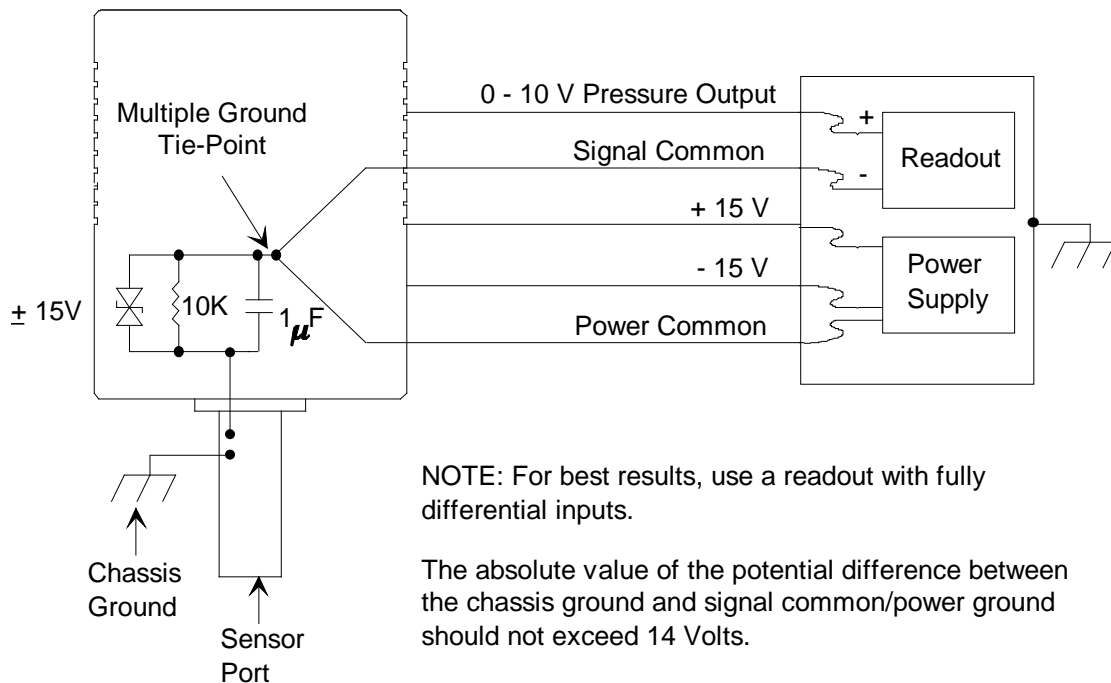 0 - 10 V Pressure Output
Multiple Ground
Tie-Point
Signal Common
+
-
Readout
+ 15 V
- 15 V
Power
Supply
± 15V
10K
1μF
Power Common
NOTE: For best results, use a readout with fully
differential inputs.
The absolute value of the potential difference between
the chassis ground and signal common/power ground
should not exceed 14 Volts.
Chassis
Ground
Sensor
Port